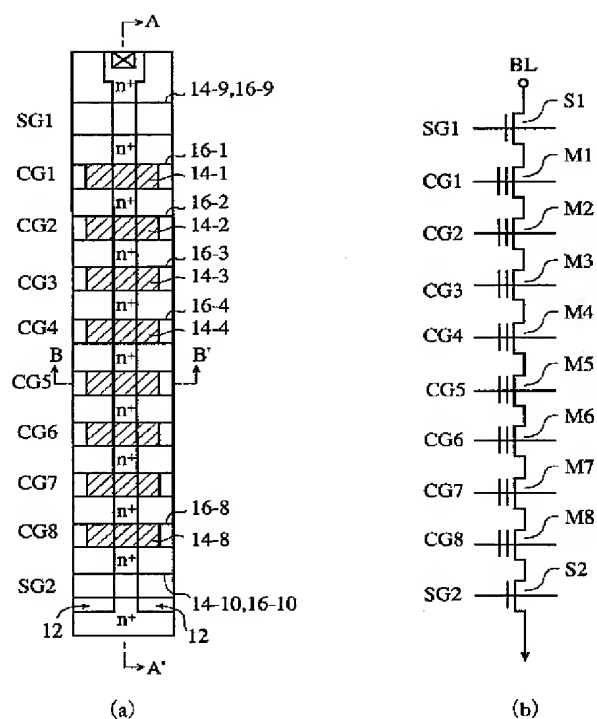 A
n+
14-9,16-9
SG1
n+
16-1
CG1
14-1
n+
16-2
CG2
14-2
n+
16-3
CG3
14-3
n+
16-4
CG4
14-4
B
n+
B'
CG5
n+
CG6
n+
CG7
n+
16-8
CG8
14-8
n+
SG2
14-10,16-10
12
n+
12
A'
(a)
BL
S1
SG1
M1
CG1
M2
CG2
M3
CG3
M4
CG4
M5
CG5
M6
CG6
M7
CG7
M8
CG8
S2
SG2
(b)